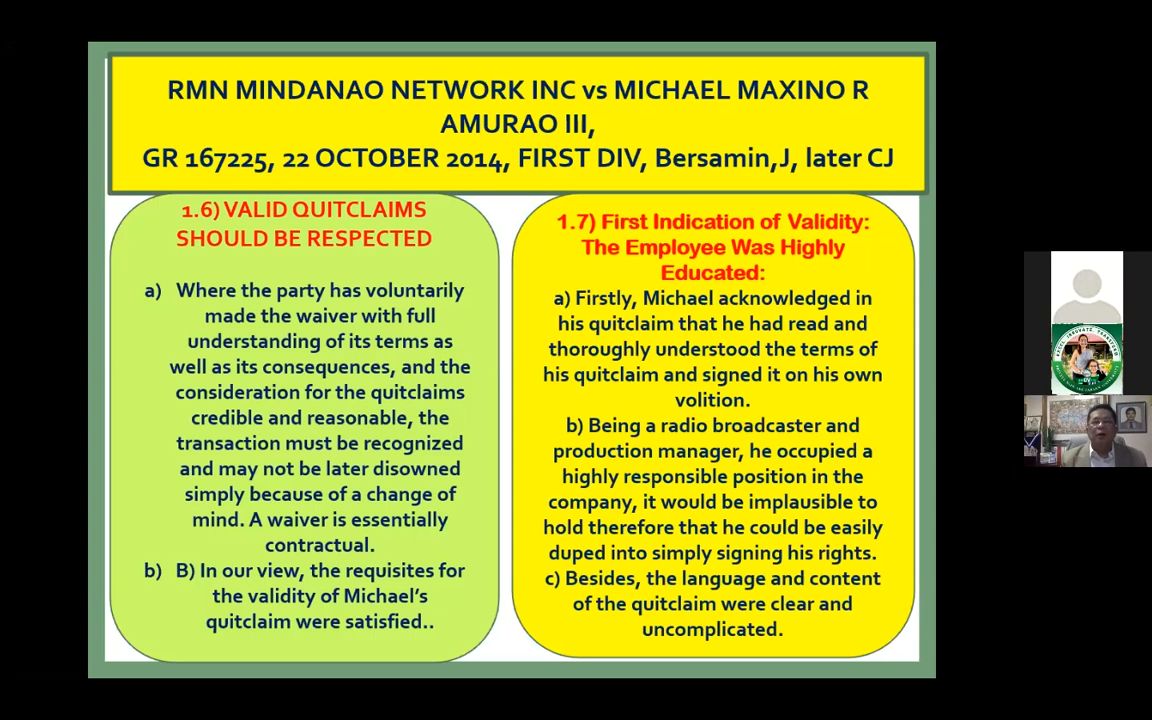 RMN MINDANAO NETWORK INC vs MICHAEL MAXINO R
AMURAO III,
GR 167225, 22 OCTOBER 2014, FIRST DIV, Bersamin,J, later CJ
1.6) VALID QUITCLAIMS
SHOULD BE RESPECTED
a) Where the party has voluntarily
made the waiver with full
understanding of its terms as
well as its consequences, and the
consideration for the quitclaims
credible and reasonable, the
transaction must be recognized
and may not be later disowned
simply because of a change of
mind. A waiver is essentially
contractual.
b) B) In our view, the requisites for
the validity of Michael's
quitclaim were satisfied..
1.7) First Indication of Validity:
The Employee Was Highly
Educated:
a) Firstly, Michael acknowledged in
his quitclaim that he had read and
thoroughly understood the terms of
his quitclaim and signed it on his own
volition.
b) Being a radio broadcaster and
production manager, he occupied a
highly responsible position in the
company, it would be implausible to
hold therefore that he could be easily
duped into simply signing his rights.
c) Besides, the language and content
of the quitclaim were clear and
uncomplicated.